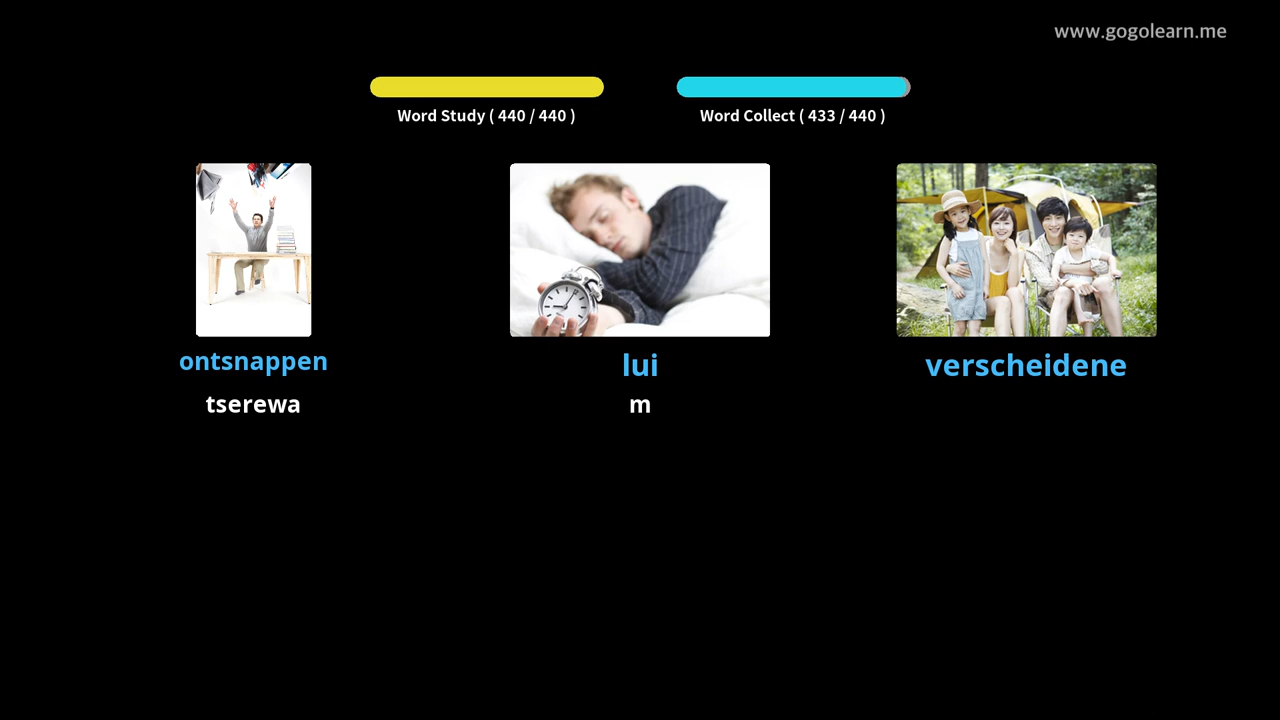 www.gogolearn.me
Word Study ( 440 / 440 )
Word Collect ( 433 / 440 )
ontsnappen
lui
verscheidene
tserewa
m